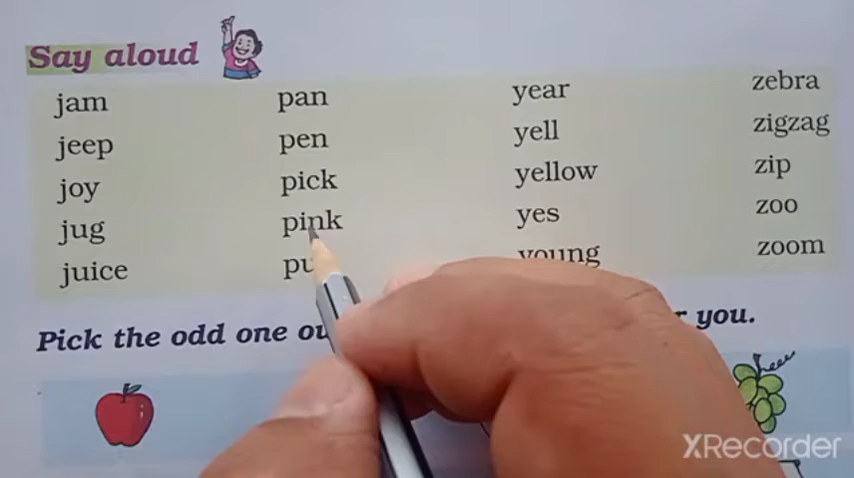 Say aloud
jam pan year zebra
jeep pen yell zigzag
joy pick yellow zip
jug pink yes zoo
juice young zoom
Pick the odd one you.
XRecorder